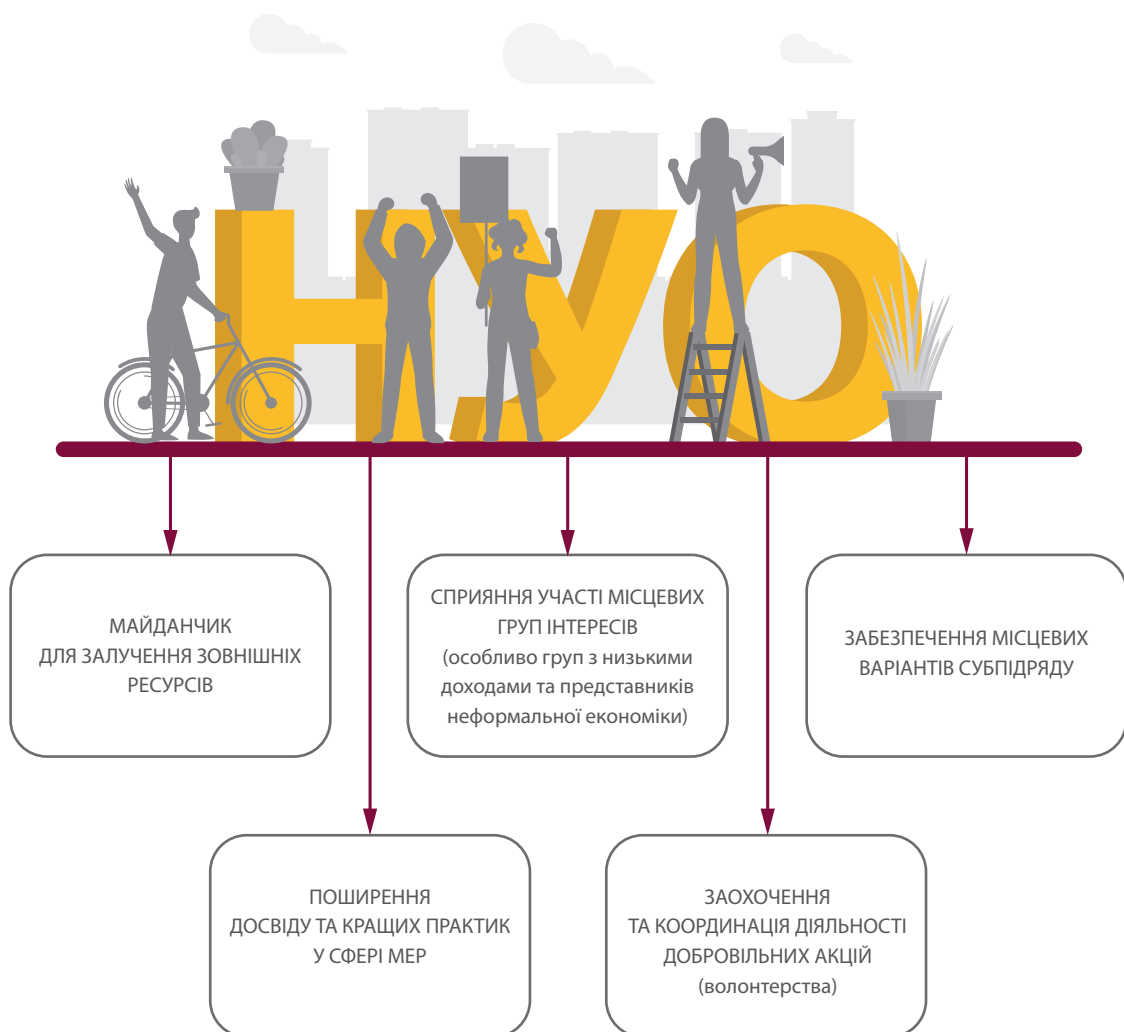 НУО
МАЙДАНЧИК
ДЛЯ ЗАЛУЧЕННЯ ЗОВНІШНІХ
РЕСУРСІВ
СПРИЯННЯ УЧАСТІ МІСЦЕВИХ
ГРУП ІНТЕРЕСІВ
(особливо груп з низькими
доходами та представників
неформальної економіки)
ЗАБЕЗПЕЧЕННЯ МІСЦЕВИХ
ВАРІАНТІВ СУБПІДРЯДУ
ПОШИРЕННЯ
ДОСВІДУ ТА КРАЩИХ ПРАКТИК
У СФЕРІ МЕР
ЗАОХОЧЕННЯ
ТА КООРДИНАЦІЯ ДІЯЛЬНОСТІ
ДОБРОВІЛЬНИХ АКЦІЙ
(волонтерства)